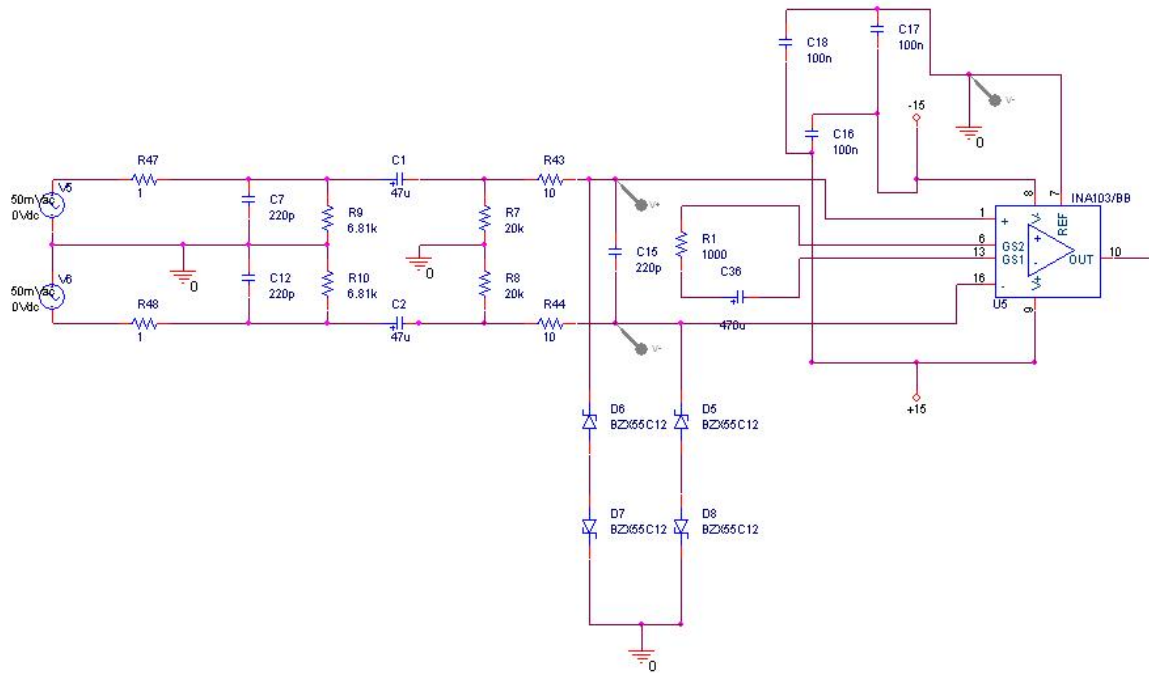 C17
100n
C18
100n
V-
-15
0
C16
100n
R47
1
C1
47u
R43
10
8
7
INA103/BB
V-
REF
V5
50mVac
0Vdc
C7
220p
R9
6.81k
R7
20k
V+
1
+
+
6
GS2
R1
1000
C15
220p
13
GS1
OUT
10
-
C36
470u
16
-
V+
U5
9
0
0
V6
50mVac
0Vdc
C12
220p
R10
6.81k
R8
20k
R48
1
C2
47u
R44
10
V-
+15
D6
BZX55C12
D5
BZX55C12
D7
BZX55C12
D8
BZX55C12
0